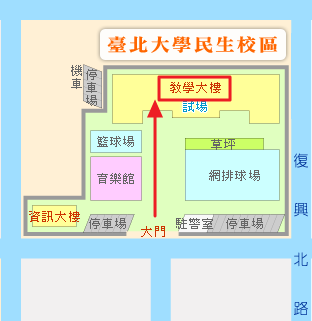 臺北大學民生校區
機車
停車場
教學大樓
試場
籃球場
草坪
育樂館
網排球場
資訊大樓
停車場
大門
駐警室
停車場
復興北路